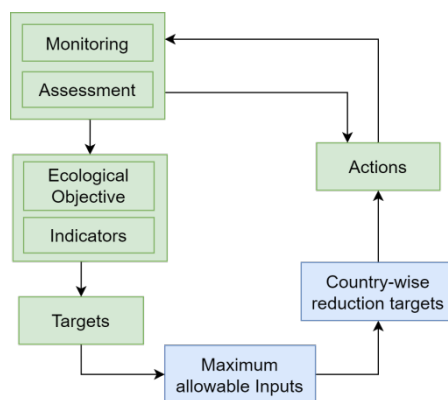 Monitoring
Assessment
Ecological
Objective
Indicators
Targets
Maximum
allowable Inputs
Country-wise
reduction targets
Actions